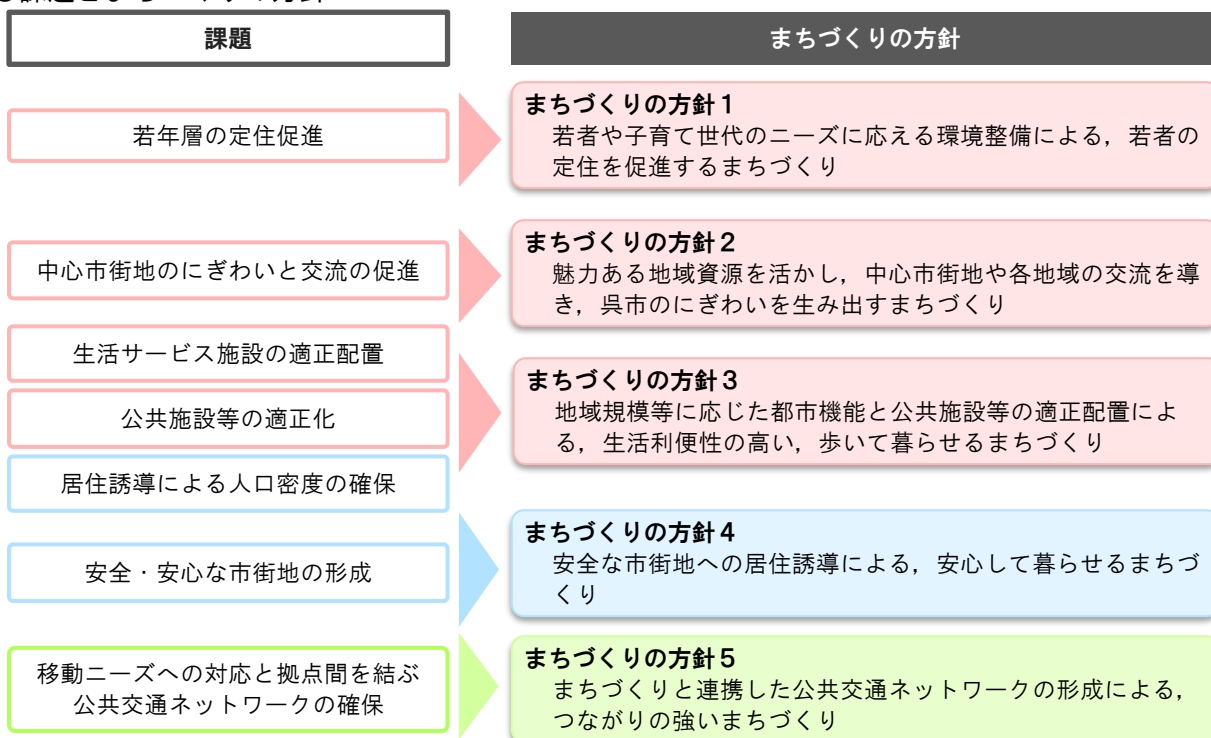 課題
まちづくりの方針
若年層の定住促進
まちづくりの方針1
若者や子育て世代のニーズに応える環境整備による，若者の
定住を促進するまちづくり
中心市街地のにぎわいと交流の促進
まちづくりの方針2
魅力ある地域資源を活かし，中心市街地や各地域の交流を導
き，呉市のにぎわいを生み出すまちづくり
生活サービス施設の適正配置
公共施設等の適正化
居住誘導による人口密度の確保
まちづくりの方針3
地域規模等に応じた都市機能と公共施設等の適正配置によ
る，生活利便性の高い，歩いて暮らせるまちづくり
安全・安心な市街地の形成
まちづくりの方針4
安全な市街地への居住誘導による，安心して暮らせるまちづ
くり
移動ニーズへの対応と拠点間を結ぶ
公共交通ネットワークの確保
まちづくりの方針5
まちづくりと連携した公共交通ネットワークの形成による，
つながりの強いまちづくり